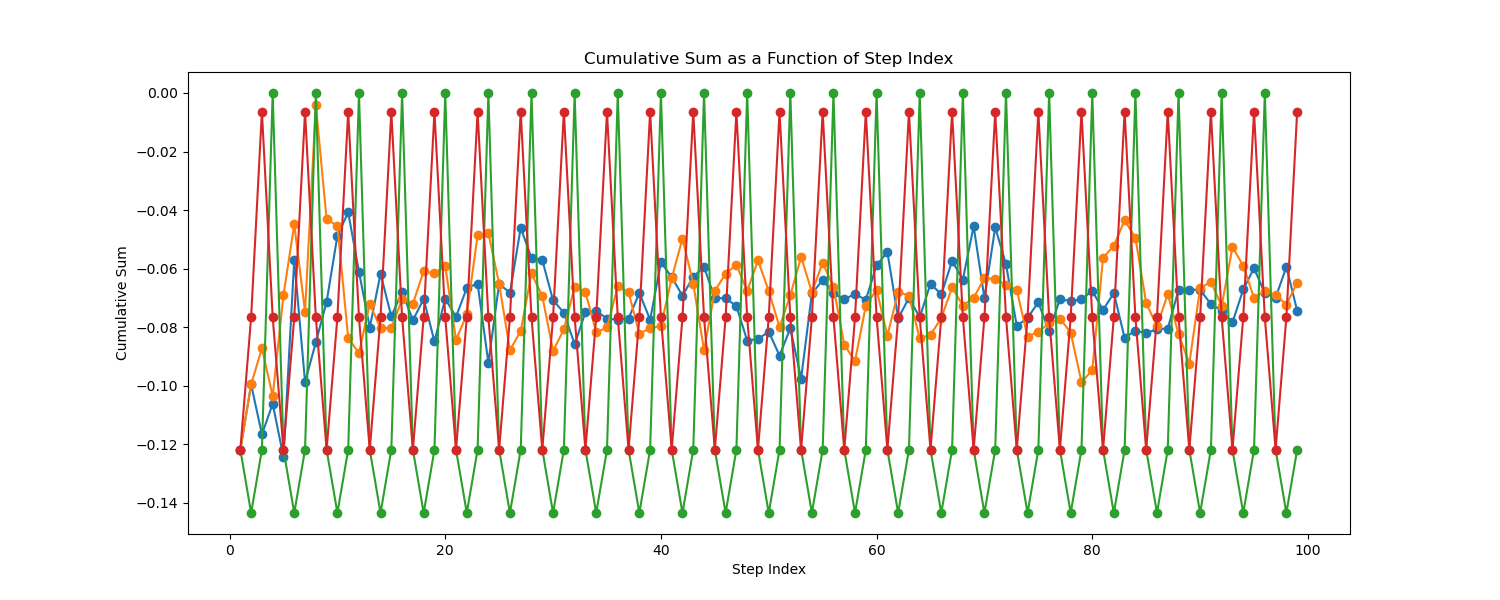 Cumulative Sum as a Function of Step Index
Cumulative Sum
0.00
−0.02
−0.04
−0.06
−0.08
−0.10
−0.12
−0.14
0 20 40 60 80 100
Step Index